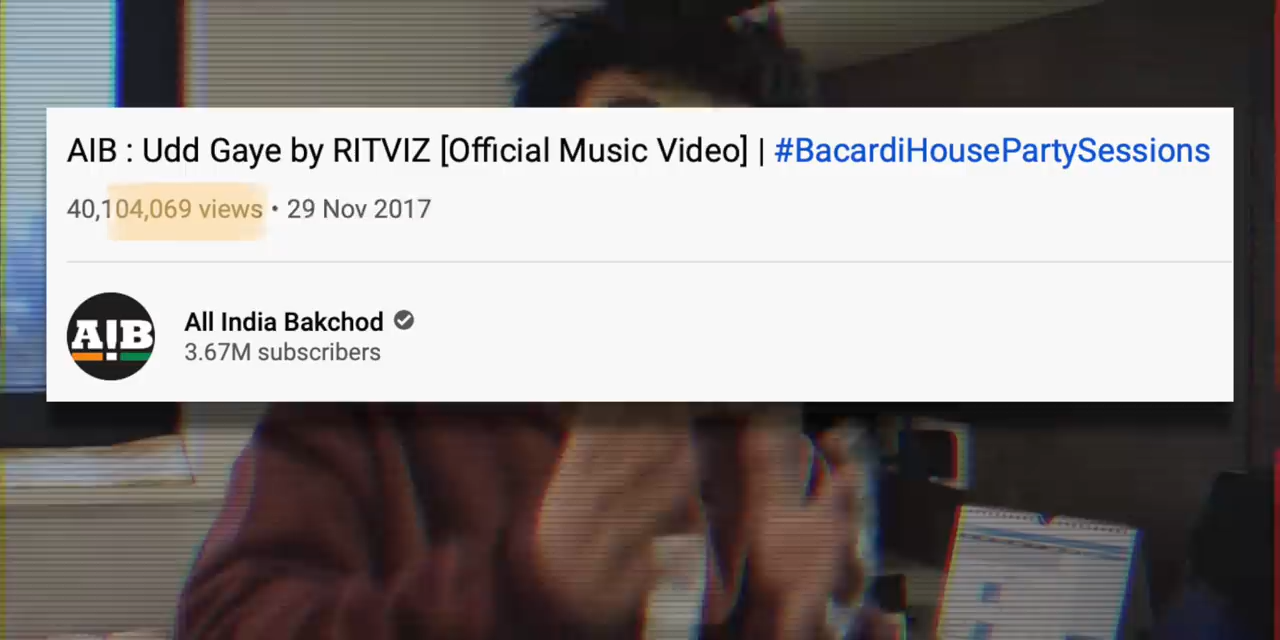 AIB : Udd Gaye by RITVIZ [Official Music Video] | #BacardiHousePartySessions
40,104,069 views • 29 Nov 2017
A!B
All India Bakchod
3.67M subscribers